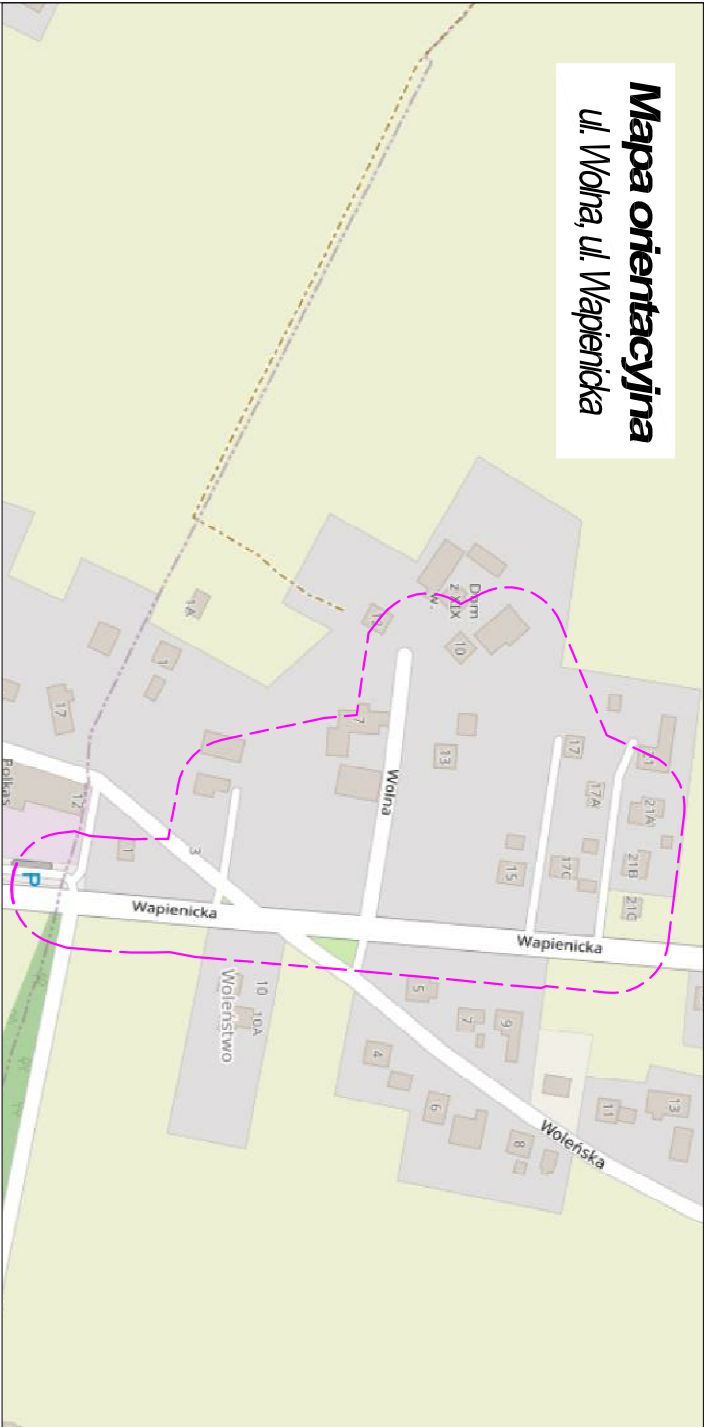 Mapa orientacyjna
ul. Wolna, ul. Wapienicka
Dom
z XIX
w.
10
1A
1
17
7
13
17
21
17A
21A
21B
17C
15
21C
Wolna
Polkas
12
1
3
P
Wapienicka
Wapienicka
10
10A
Woleństwo
5
7
9
4
6
8
11
13
Woleńska